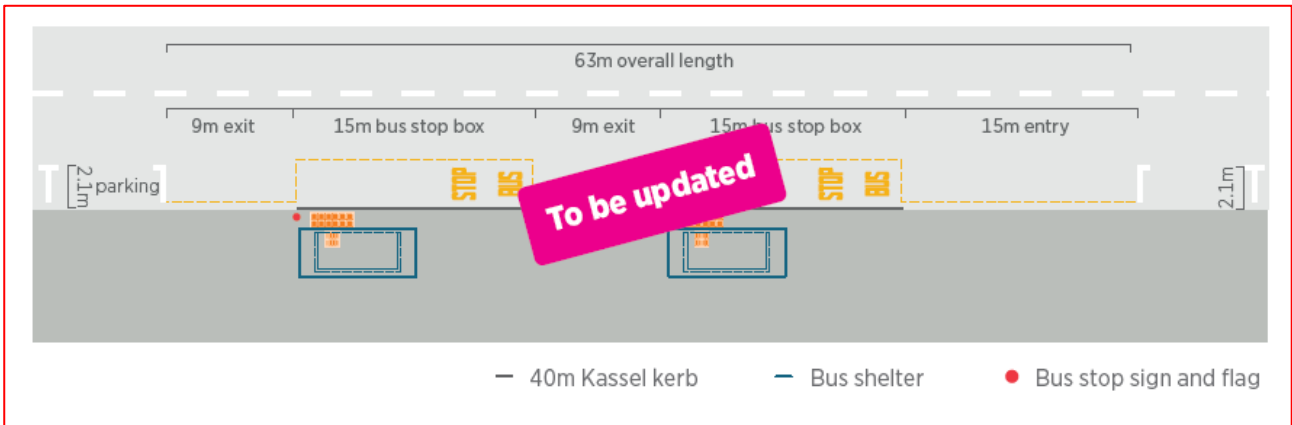 63m overall length
9m exit
15m bus stop box
9m exit
15m bus stop box
15m entry
2.1m
parking
STOP
BUS
To be updated
STOP
BUS
2.1m
40m Kassel kerb
Bus shelter
Bus stop sign and flag